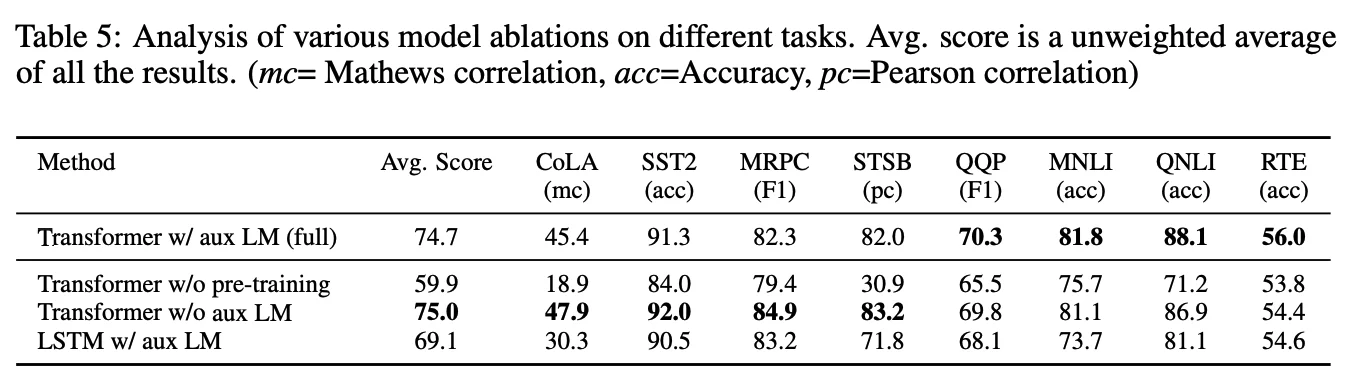 Table 5: Analysis of various model ablations on different tasks. Avg. score is a unweighted average
of all the results. (mc= Mathews correlation, acc=Accuracy, pc=Pearson correlation)
Method Avg. Score CoLA SST2 MRPC STSB QQP MNLI QNLI RTE
(mc) (acc) (F1) (pc) (F1) (acc) (acc) (acc)
Transformer w/ aux LM (full) 74.7 45.4 91.3 82.3 82.0 70.3 81.8 88.1 56.0
Transformer w/o pre-training 59.9 18.9 84.0 79.4 30.9 65.5 75.7 71.2 53.8
Transformer w/o aux LM 75.0 47.9 92.0 84.9 83.2 69.8 81.1 86.9 54.4
LSTM w/ aux LM 69.1 30.3 90.5 83.2 71.8 68.1 73.7 81.1 54.6